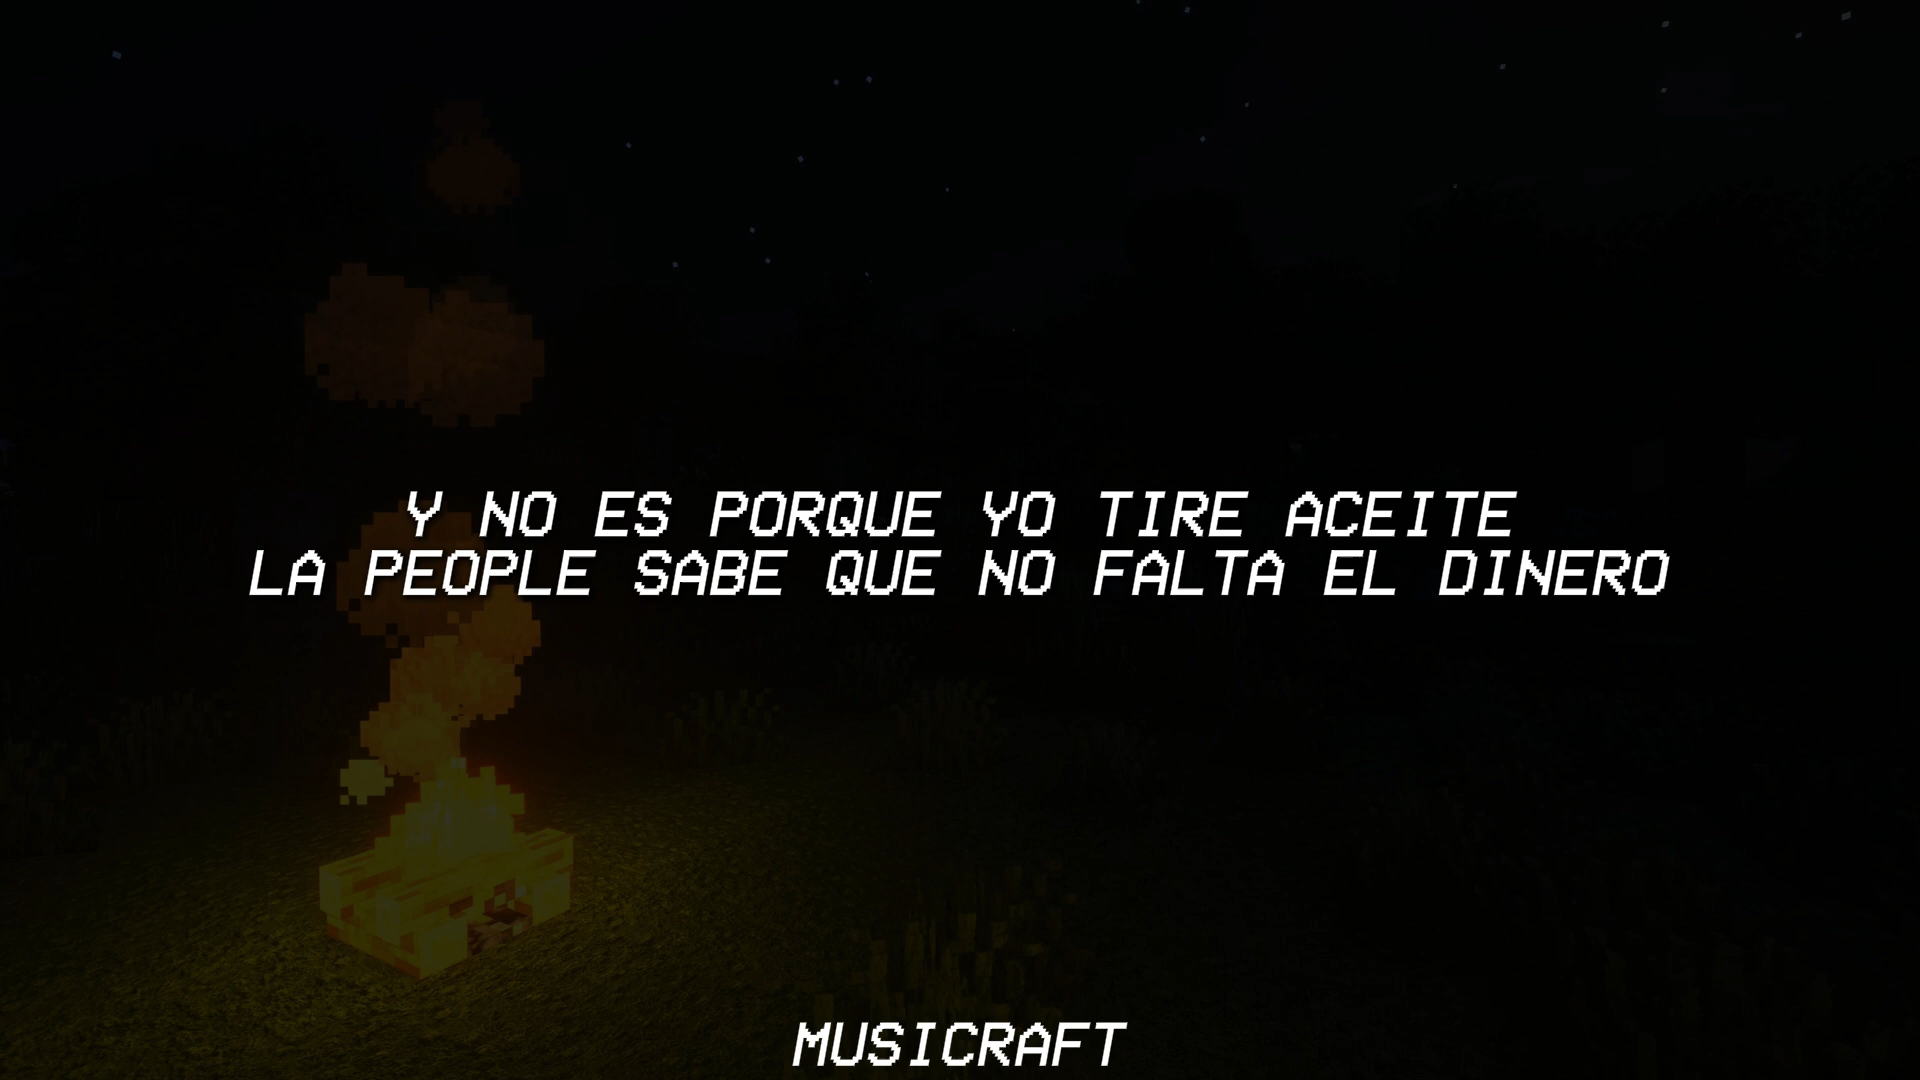 Y NO ES PORQUE YO TIRE ACEITE
LA PEOPLE SABE QUE NO FALTA EL DINERO
MUSICRAFT